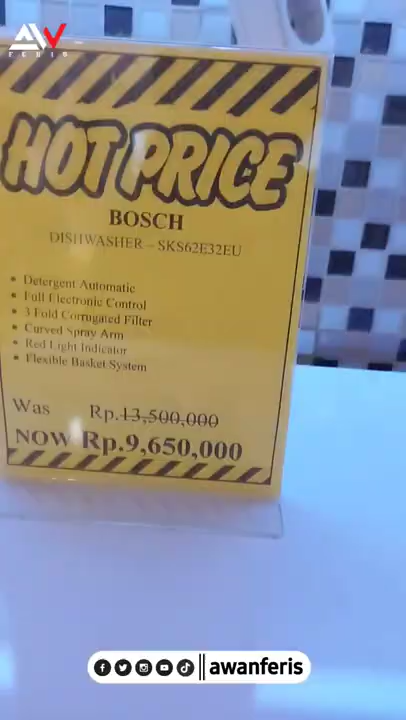 AV
FERIS
HOT PRICE
BOSCH
DISHWASHER – SKS62E32EU
• Detergent Automatic
• Full Electronic Control
• 3 Fold Corrugated Filter
• Curved Spray Arm
• Red Light Indicator
• Flexible Basket System
Was Rp.13,500,000
NOW Rp.9,650,000
awanferis